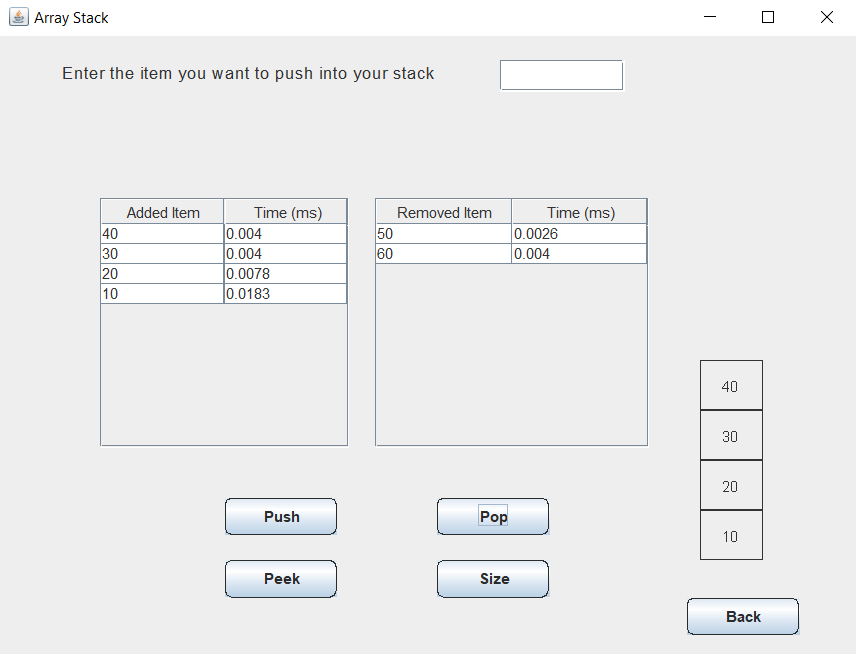 Array Stack
Enter the item you want to push into your stack
Added Item Time (ms) Removed Item Time (ms)
40 0.004 50 0.0026
30 0.004 60 0.004
20 0.0078
10 0.0183
40
30
20
10
Push Pop
Peek Size
Back